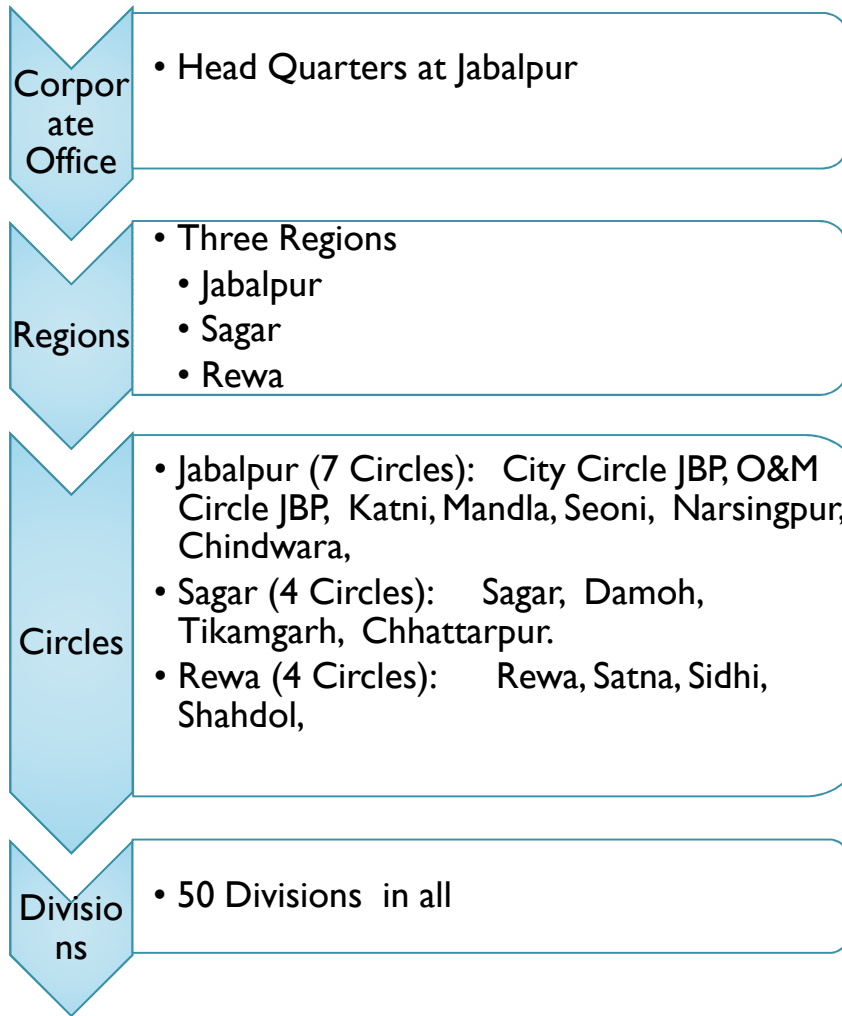 Corpor
ate
Office
• Head Quarters at Jabalpur
Regions
• Three Regions
• Jabalpur
• Sagar
• Rewa
Circles
• Jabalpur (7 Circles): City Circle JBP, O&M
Circle JBP, Katni, Mandla, Seoni, Narsingpur,
Chindwara,
• Sagar (4 Circles): Sagar, Damoh,
Tikamgarh, Chhattarpur.
• Rewa (4 Circles): Rewa, Satna, Sidhi,
Shahdol,
Divisio
ns
• 50 Divisions in all